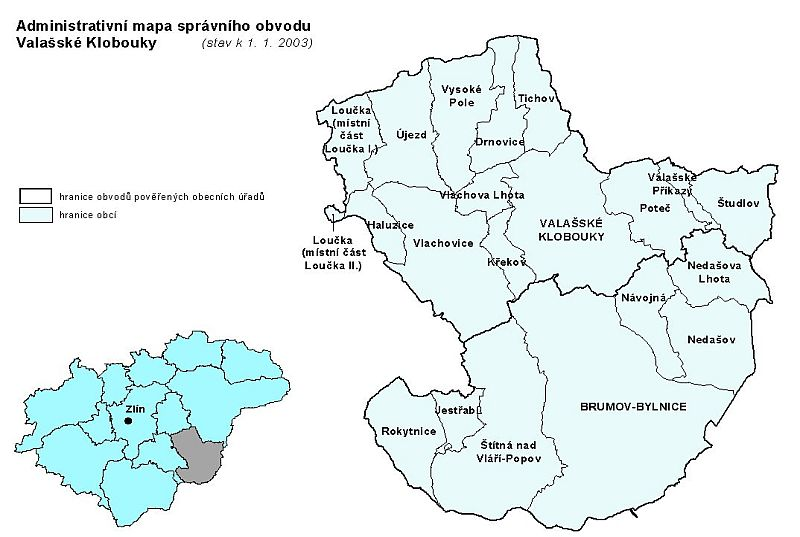 Administrativní mapa správního obvodu
Valašské Klobouky (stav k 1. 1. 2003)
hranice obvodů pověřených obecních úřadů
hranice obcí
Loučka
(místní
část
Loučka I.)
Újezd
Vysoké
Pole
Tichov
Drnovice
Vlachova Lhota
Valašské
Příkazy
Poteč
Študlov
Haluzice
Loučka
(místní část
Loučka II.)
Vlachovice
VALAŠSKÉ
KLOBOUKY
Křekov
Nedašova
Lhota
Návojná
Nedašov
BRUMOV-BYLNICE
Jestřabí
Rokytnice
Štítná nad
Vláří-Popov
Zlín